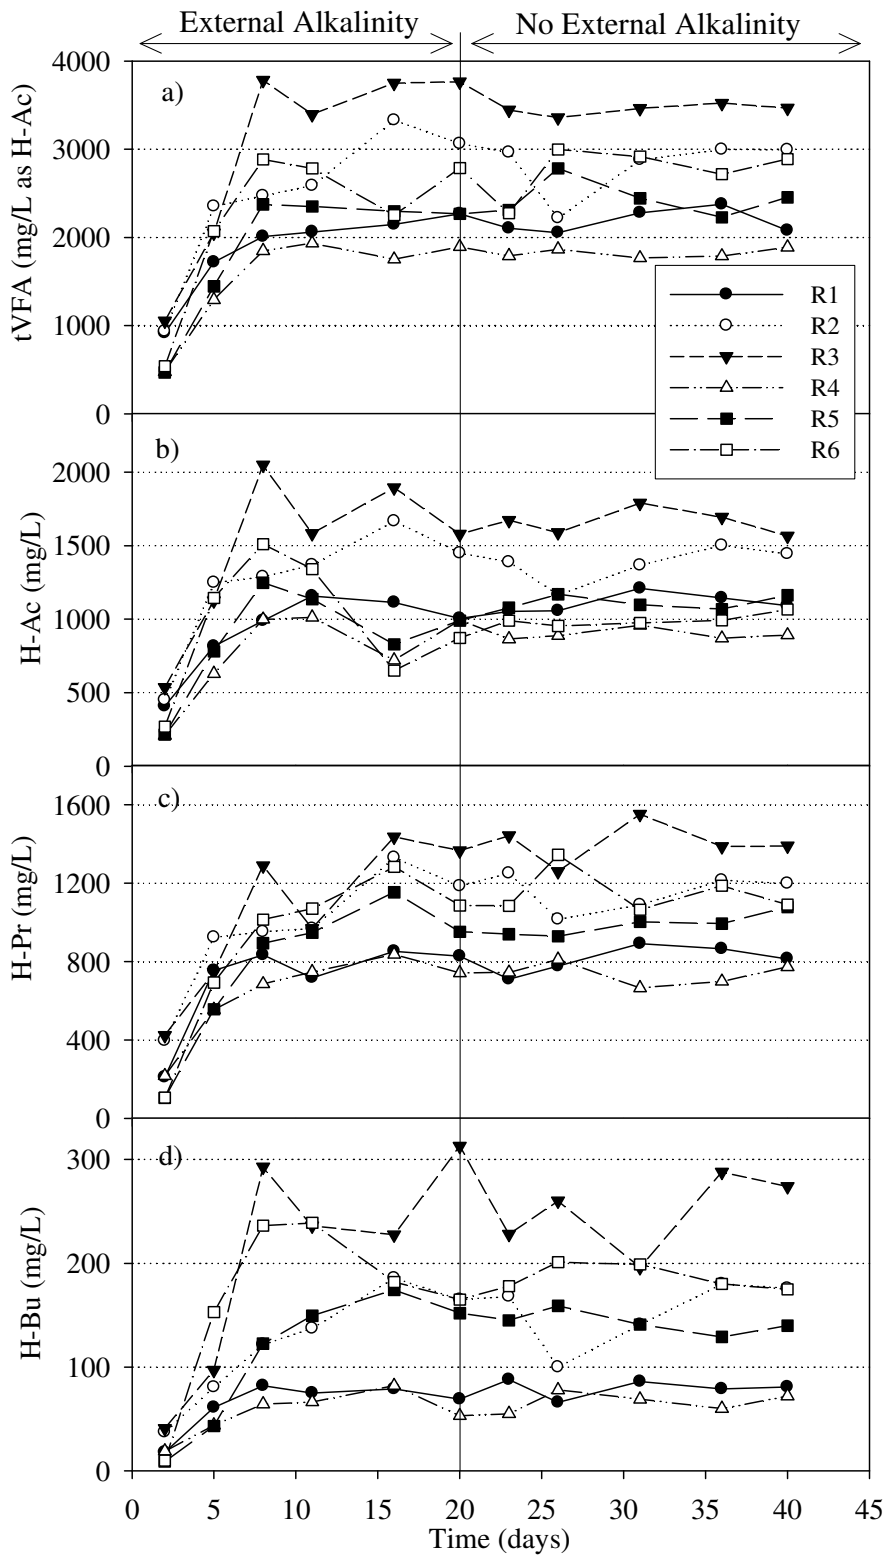 External Alkalinity No External Alkalinity
a)
tVFA (mg/L as H-Ac)
4000
3000
2000
1000
0
R1
R2
R3
R4
R5
R6
b)
H-Ac (mg/L)
2000
1500
1000
500
0
c)
H-Pr (mg/L)
1600
1200
800
400
0
d)
H-Bu (mg/L)
300
200
100
0
0 5 10 15 20 25 30 35 40 45
Time (days)